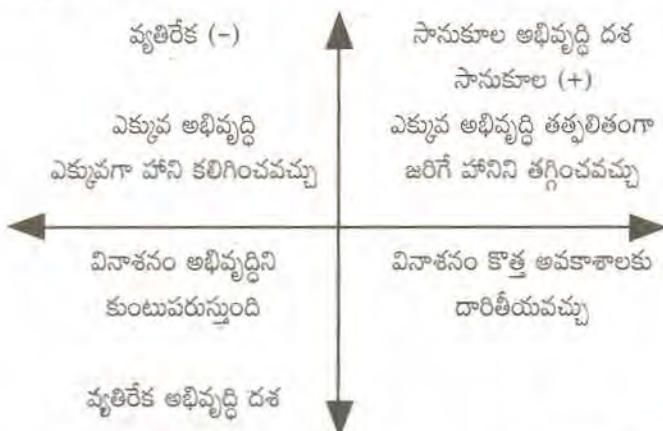 వ్యతిరేక (-)
ఎక్కువ అభివృద్ధి
ఎక్కువగా హాని కలిగించవచ్చు
సానుకూల అభివృద్ధి దశ
సానుకూల (+)
ఎక్కువ అభివృద్ధి తత్ఫలితంగా
జరిగే హానిని తగ్గించవచ్చు
వినాశనం అభివృద్ధిని
కుంటుపరుస్తుంది
వ్యతిరేక అభివృద్ధి దశ
వినాశనం కొత్త అవకాశాలకు
దారితీయవచ్చు